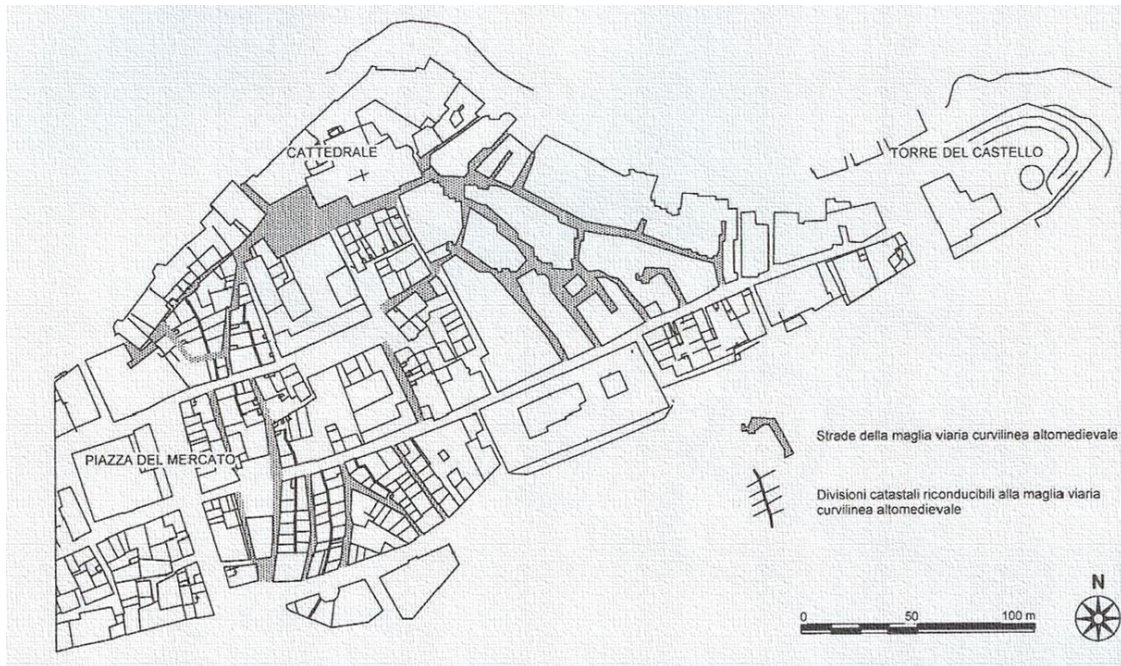 CATTEDRALE
TORRE DEL CASTELLO
PIAZZA DEL MERCATO
Strade della maglia viaria curvilinea altomedievale
Divisioni catastali riconducibili alla maglia viaria
curvilinea altomedievale
N
0 50 100 m